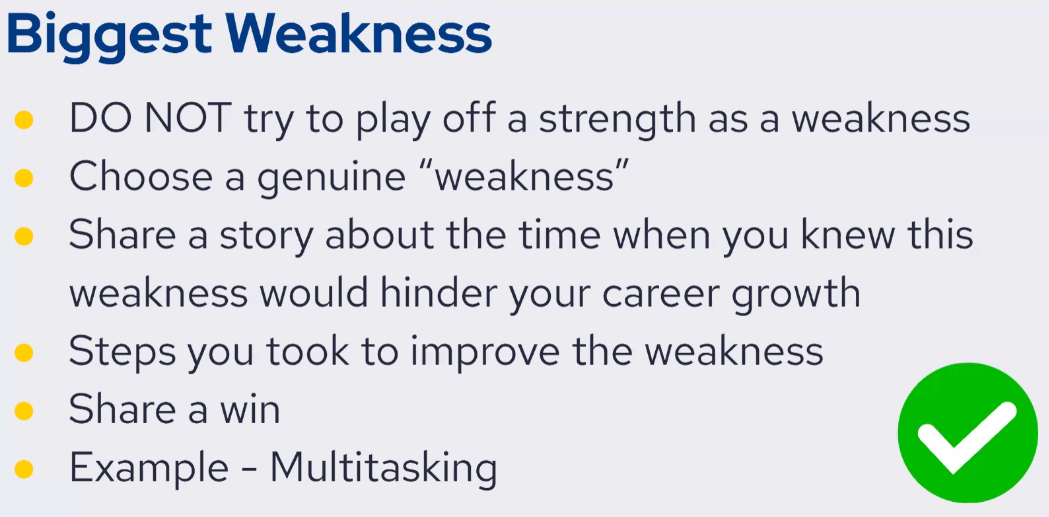 Biggest Weakness
DO NOT try to play off a strength as a weakness
Choose a genuine “weakness”
Share a story about the time when you knew this
weakness would hinder your career growth
Steps you took to improve the weakness
Share a win
Example - Multitasking